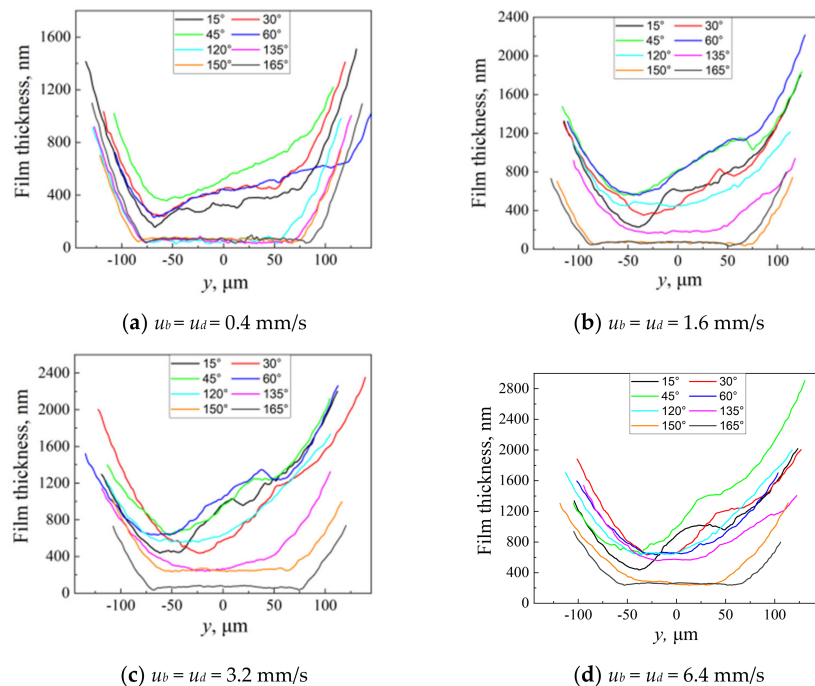 1600
1200
800
400
0
Film thickness, nm
15° 30°
45° 60°
120° 135°
150° 165°
-100 -50 0 50 100
y, μm
(a) ub = ud = 0.4 mm/s
2400
2000
1600
1200
800
400
0
Film thickness, nm
15° 30°
45° 60°
120° 135°
150° 165°
-100 -50 0 50 100
y, μm
(b) ub = ud = 1.6 mm/s
2400
2000
1600
1200
800
400
0
Film thickness, nm
15° 30°
45° 60°
120° 135°
150° 165°
-100 -50 0 50 100
y, μm
(c) ub = ud = 3.2 mm/s
2800
2400
2000
1600
1200
800
400
0
Film thickness, nm
15° 30°
45° 60°
120° 135°
150° 165°
-100 -50 0 50 100
y, μm
(d) ub = ud = 6.4 mm/s